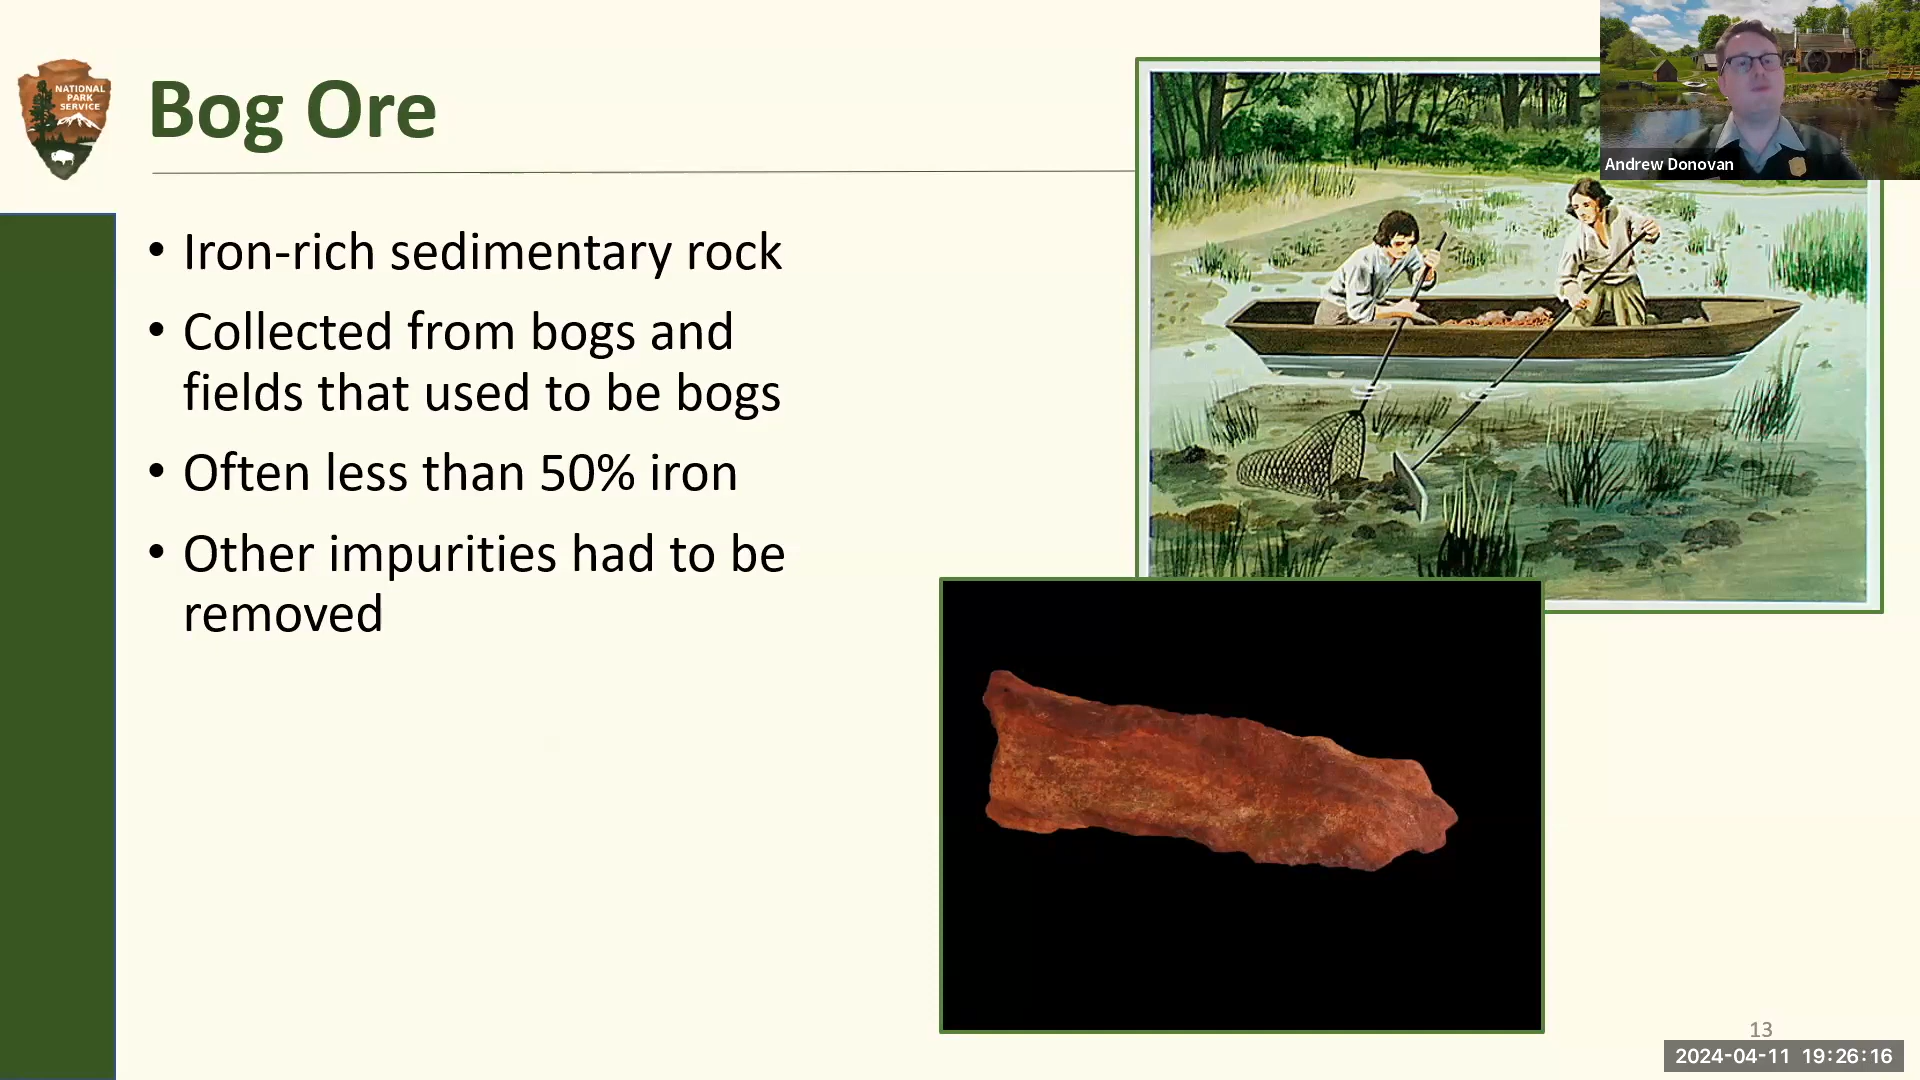 NATIONAL
PARK
SERVICE
Bog Ore
• Iron-rich sedimentary rock
• Collected from bogs and
fields that used to be bogs
• Often less than 50% iron
• Other impurities had to be
removed
Andrew Donovan
13
2024-04-11 19:26:16